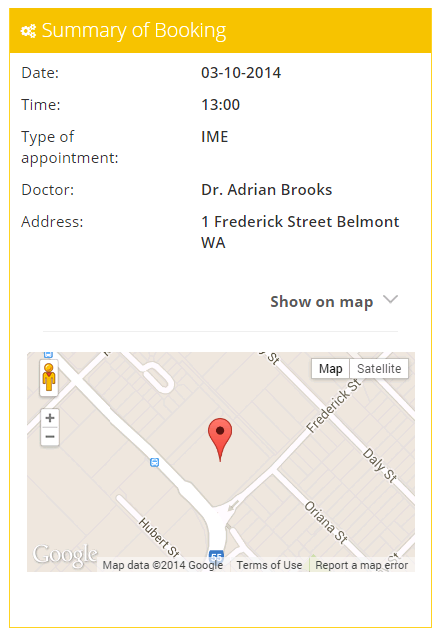 Summary of Booking
Date: 03-10-2014
Time: 13:00
Type of IME
appointment:
Doctor: Dr. Adrian Brooks
Address: 1 Frederick Street Belmont
WA
Show on map
Map Satellite
Frederick St
Daly St
Oriana St
Hubert St
55
Google
Map data ©2014 Google Terms of Use Report a map error